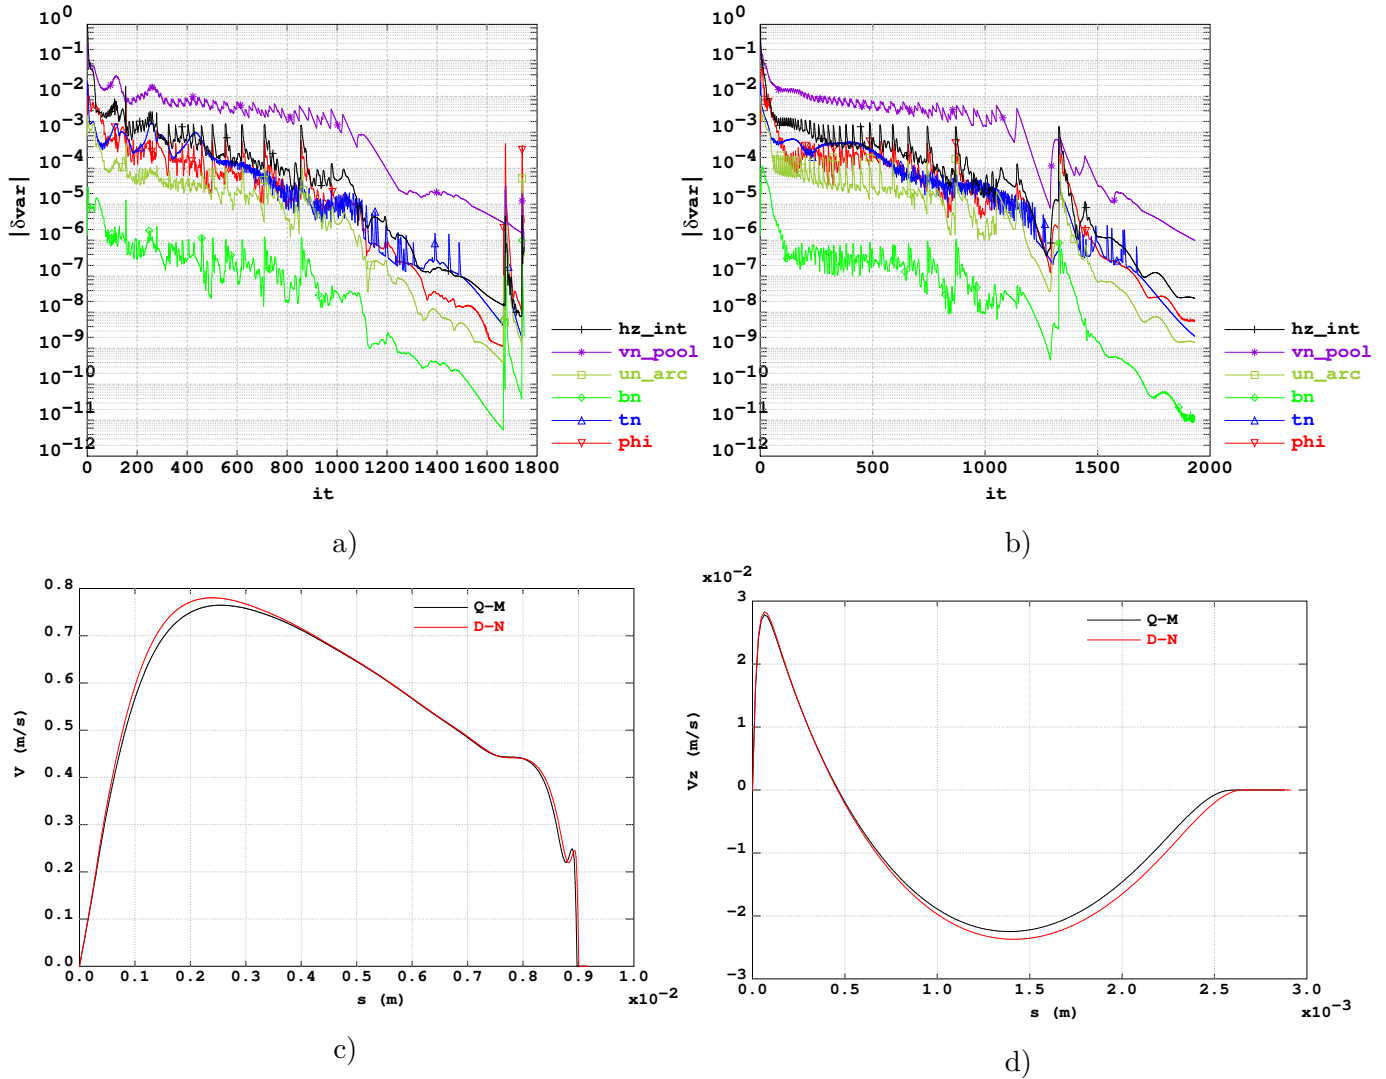 10^0
10^-1
10^-2
10^-3
10^-4
10^-5
10^-6
10^-7
10^-8
10^-9
10^-10
10^-11
10^-12
|δvar|
0 200 400 600 800 1000 1200 1400 1600 1800
it
hz_int
vn_pool
un_arc
bn
tn
phi
a)
10^0
10^-1
10^-2
10^-3
10^-4
10^-5
10^-6
10^-7
10^-8
10^-9
10^-10
10^-11
10^-12
|δvar|
0 500 1000 1500 2000
it
hz_int
vn_pool
un_arc
bn
tn
phi
b)
0.8
0.7
0.6
0.5
0.4
0.3
0.2
0.1
0.0
V (m/s)
Q-M
D-N
0.0 0.1 0.2 0.3 0.4 0.5 0.6 0.7 0.8 0.9 1.0
s (m) x10^-2
c)
x10^-2
3
2
1
0
-1
-2
-3
Vz (m/s)
Q-M
D-N
0.0 0.5 1.0 1.5 2.0 2.5 3.0
s (m) x10^-3
d)